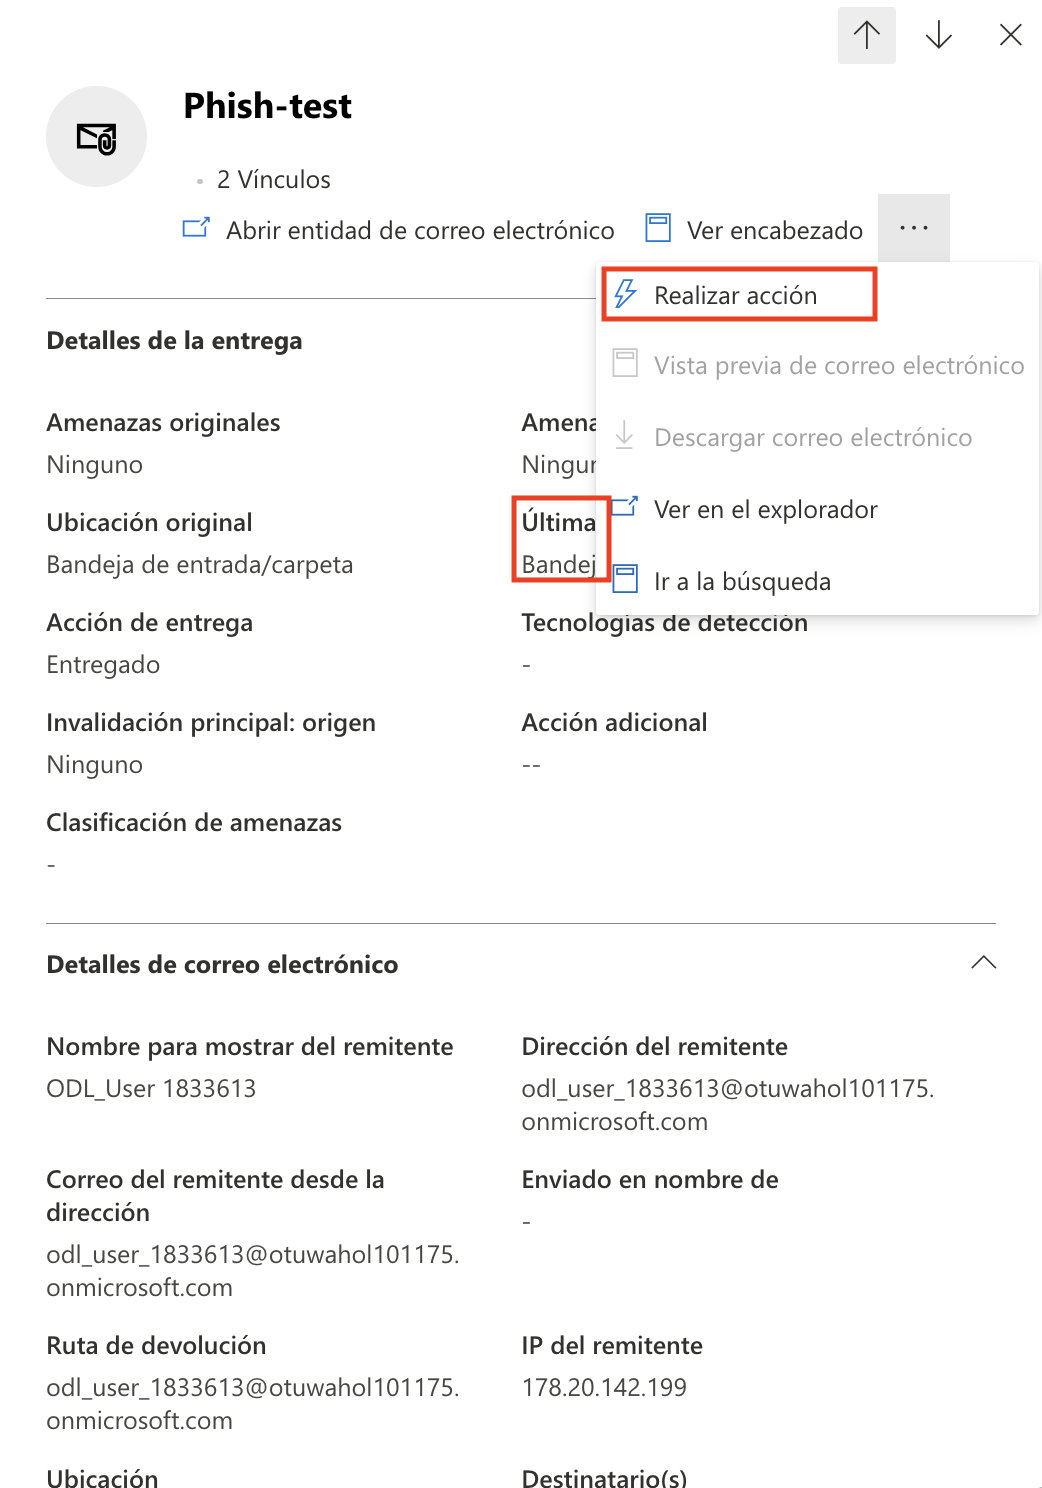 Phish-test
2 Vínculos
Abrir entidad de correo electrónico
Ver encabezado
Realizar acción
Vista previa de correo electrónico
Descargar correo electrónico
Ver en el explorador
Ir a la búsqueda
Detalles de la entrega
Amenazas originales
Ninguno
Ubicación original
Última
Bandeja de entrada/carpeta
Acción de entrega
Tecnologías de detección
Entregado
-
Invalidación principal: origen
Acción adicional
Ninguno
--
Clasificación de amenazas
-
Detalles de correo electrónico
Nombre para mostrar del remitente
ODL_User 1833613
Dirección del remitente
odl_user_1833613@otuwahol101175.
onmicrosoft.com
Correo del remitente desde la
dirección
odl_user_1833613@otuwahol101175.
onmicrosoft.com
Enviado en nombre de
-
Ruta de devolución
odl_user_1833613@otuwahol101175.
onmicrosoft.com
IP del remitente
178.20.142.199
Ubicación
Destinatario(s)